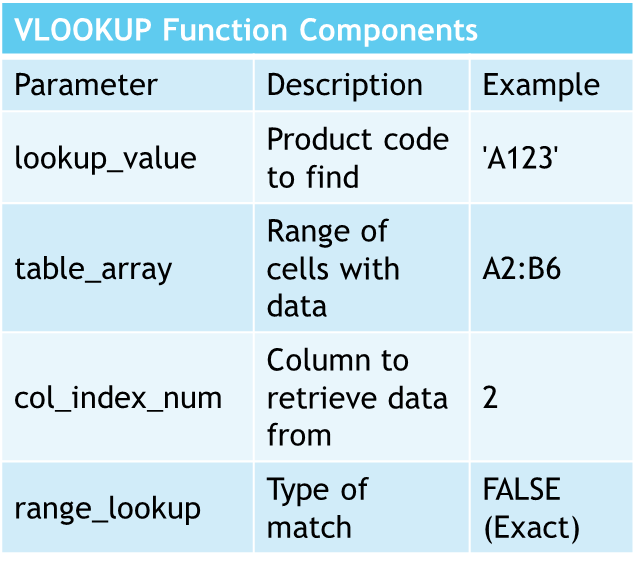 VLOOKUP Function Components
Parameter Description Example
lookup_value
Product code
to find
'A123'
table_array
Range of
cells with
data
A2:B6
col_index_num
Column to
retrieve data
from
2
range_lookup
Type of
match
FALSE
(Exact)